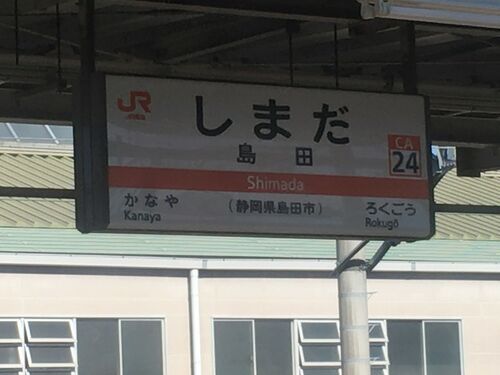 JR
しまだ
島田
CA
24
Shimada
かなや
Kanaya
(静岡県島田市)
ろくごう
Rokugō